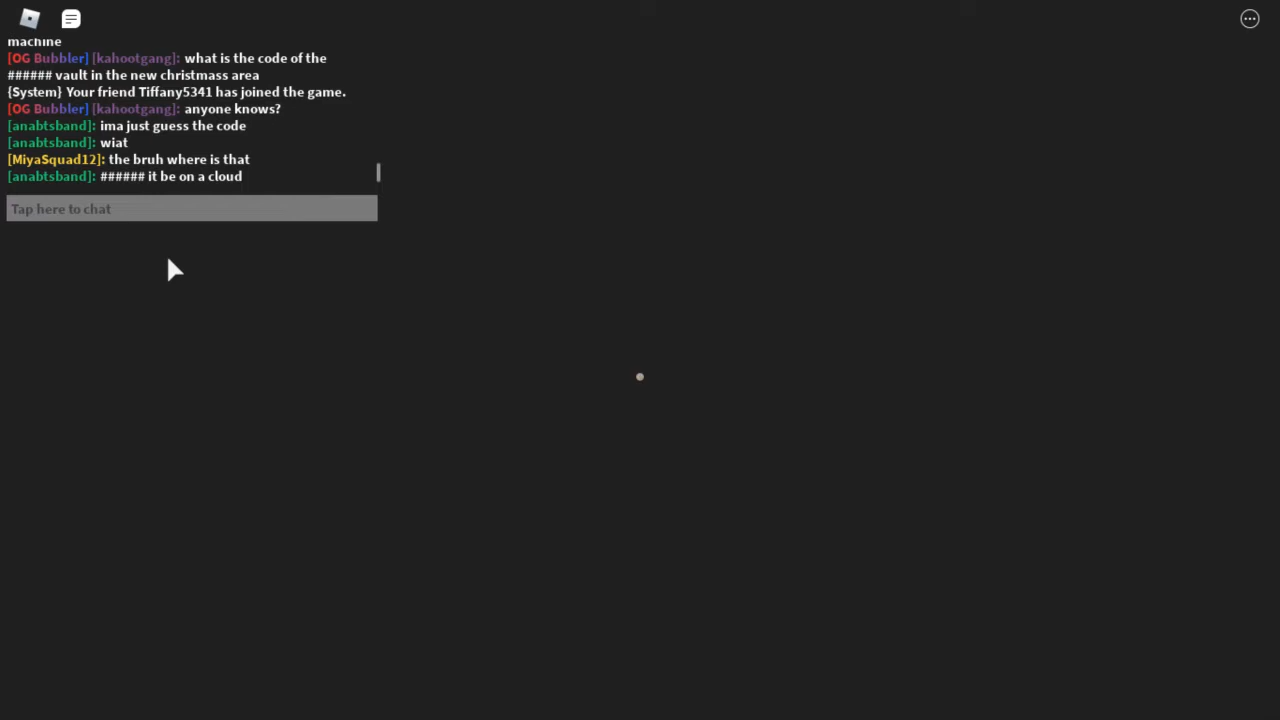 machine
[OG Bubbler] [kahootgang]: what is the code of the
###### vault in the new christmass area
{System} Your friend Tiffany5341 has joined the game.
[OG Bubbler] [kahootgang]: anyone knows?
[anabtsband]: ima just guess the code
[anabtsband]: wiat
[MiyaSquad12]: the bruh where is that
[anabtsband]: ###### it be on a cloud
Tap here to chat